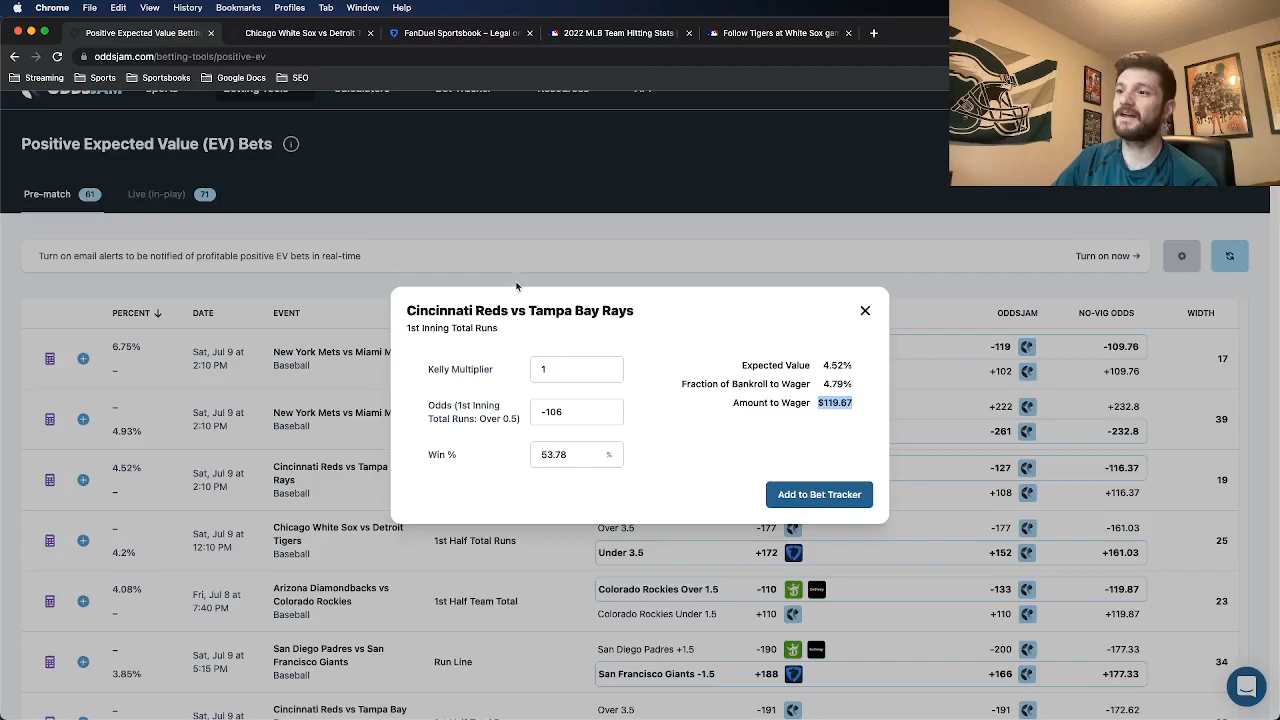 Chrome File Edit View History Bookmarks Profiles Tab Window Help
Positive Expected Value Bettin
Chicago White Sox vs Detroit T
FanDuel Sportsbook - Legal o
2022 MLB Team Hitting Stats |
Follow Tigers at White Sox gam
oddsjam.com/betting-tools/positive-ev
Streaming Sports Sports Google Docs SEO
Positive Expected Value (EV) Bets
Pre-match 61 Live (in-play) 71
Turn on email alerts to be notified of profitable positive EV bets in real-time Turn on now →
PERCENT ↓ DATE EVENT ODDSJAM NO-VIG ODDS WIDTH
6.75% Sat, Jul 9 at 2:10 PM New York Mets vs Miami M Baseball -119 -109.76 17
– +102 +109.76
– Sat, Jul 9 at 2:10 PM New York Mets vs Miami M Baseball +222 +232.8 39
4.93% -261 -232.8
4.52% Sat, Jul 9 at 2:10 PM Cincinnati Reds vs Tampa Rays Baseball -127 -116.37 19
– +108 +116.37
Cincinnati Reds vs Tampa Bay Rays
1st Inning Total Runs
Kelly Multiplier 1
Odds (1st Inning Total Runs: Over 0.5) -106
Win % 53.78 %
Expected Value 4.52%
Fraction of Bankroll to Wager 4.79%
Amount to Wager $119.67
Add to Bet Tracker
– Sat, Jul 9 at 12:10 PM Chicago White Sox vs Detroit Tigers Baseball 1st Half Total Runs Over 3.5 -177 -177 -161.03 25
4.2% Under 3.5 +172 +152 +161.03
4.08% Fri, Jul 8 at 7:40 PM Arizona Diamondbacks vs Colorado Rockies Baseball 1st Half Team Total Colorado Rockies Over 1.5 -110 -133 -119.87 23
– Colorado Rockies Under 1.5 +110 +110 +119.87
– Sat, Jul 9 at 5:15 PM San Diego Padres vs San Francisco Giants Baseball Run Line San Diego Padres +1.5 -190 -200 -177.33 34
3.85% San Francisco Giants -1.5 +188 +166 +177.33
– Cincinnati Reds vs Tampa Bay Over 3.5 -191 -191 -172.62